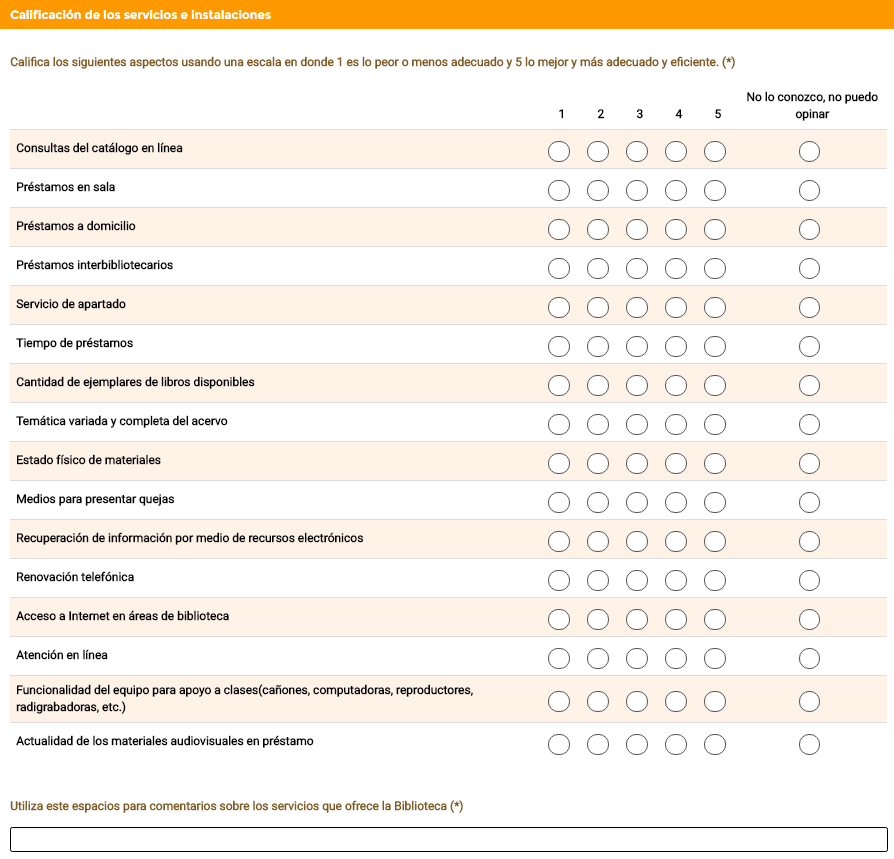 Calificación de los servicios e instalaciones
Califica los siguientes aspectos usando una escala en donde 1 es lo peor o menos adecuado y 5 lo mejor y más adecuado y eficiente. (*)
1 2 3 4 5 No lo conozco, no puedo
opinar
Consultas del catálogo en línea
Préstamos en sala
Préstamos a domicilio
Préstamos interbibliotecarios
Servicio de apartado
Tiempo de préstamos
Cantidad de ejemplares de libros disponibles
Temática variada y completa del acervo
Estado físico de materiales
Medios para presentar quejas
Recuperación de información por medio de recursos electrónicos
Renovación telefónica
Acceso a Internet en áreas de biblioteca
Atención en línea
Funcionalidad del equipo para apoyo a clases(cañones, computadoras, reproductores,
radigrabadoras, etc.)
Actualidad de los materiales audiovisuales en préstamo
Utiliza este espacios para comentarios sobre los servicios que ofrece la Biblioteca (*)